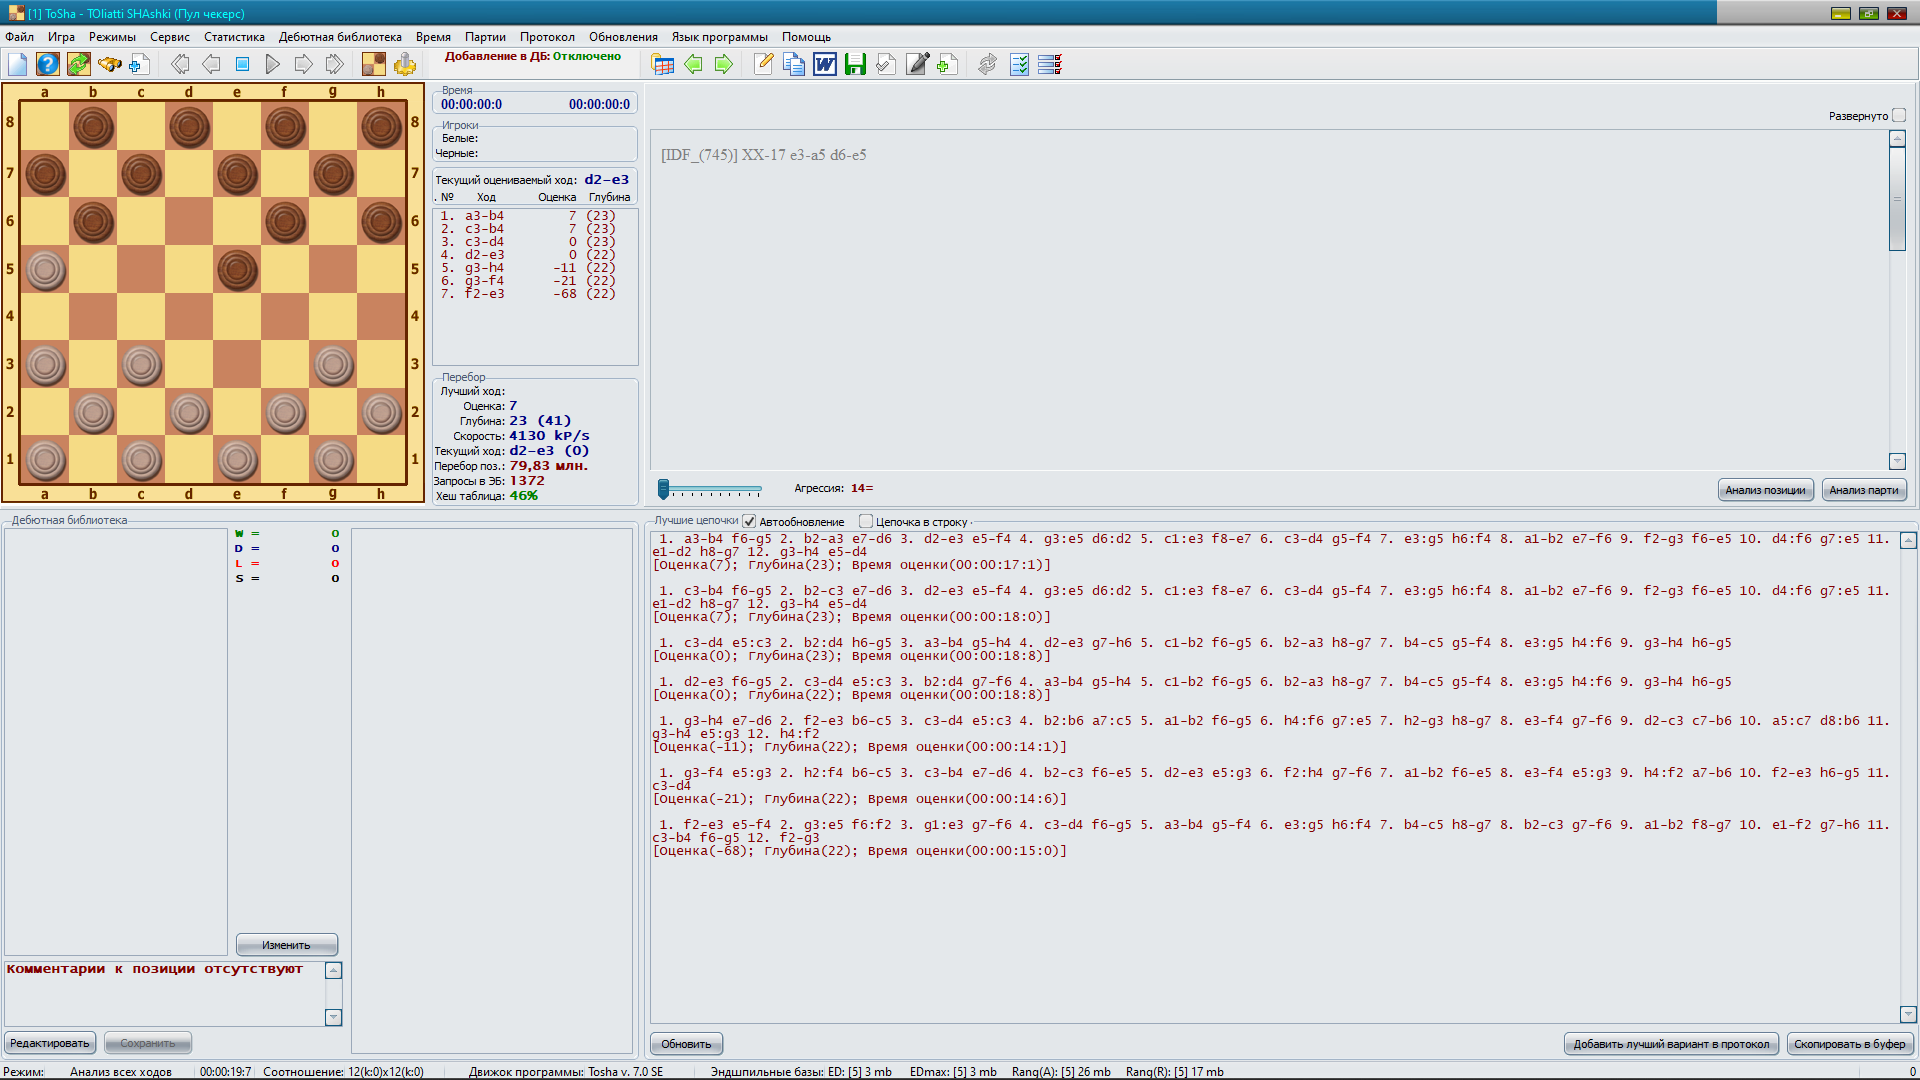 [1] ToSha - TOliatti SHAshki (Пул чекерс)
Файл Игра Режимы Сервис Статистика Дебютная библиотека Время Партии Протокол Обновления Язык программы Помощь
Добавление в ДБ: Отключено
a b c d e f g h
8 8
7 7
6 6
5 5
4 4
3 3
2 2
1 1
a b c d e f g h
Время
00:00:00:0 00:00:00:0
Игроки
Белые:
Черные:
Текущий оцениваемый ход: d2-e3
. № Ход Оценка Глубина
1. a3-b4 7 (23)
2. c3-b4 7 (23)
3. c3-d4 0 (23)
4. d2-e3 0 (22)
5. g3-h4 -11 (22)
6. g3-f4 -21 (22)
7. f2-e3 -68 (22)
Перебор
Лучший ход:
Оценка: 7
Глубина: 23 (41)
Скорость: 4130 kP/s
Текущий ход: d2-e3 (0)
Перебор поз.: 79,83 млн.
Запросы в ЭБ: 1372
Хеш таблица: 46%
Развернуто
[IDF_(745)] XX-17 e3-a5 d6-e5
Агрессия: 14=
Анализ позиции Анализ парти
Дебютная библиотека
W = 0
D = 0
L = 0
S = 0
Изменить
Комментарии к позиции отсутствуют
Редактировать Сохранить
Лучшие цепочки Автообновление Цепочка в строку .
1. a3-b4 f6-g5 2. b2-a3 e7-d6 3. d2-e3 e5-f4 4. g3:e5 d6:d2 5. c1:e3 f8-e7 6. c3-d4 g5-f4 7. e3:g5 h6:f4 8. a1-b2 e7-f6 9. f2-g3 f6-e5 10. d4:f6 g7:e5 11.
e1-d2 h8-g7 12. g3-h4 e5-d4
[Оценка(7); Глубина(23); Время оценки(00:00:17:1)]
1. c3-b4 f6-g5 2. b2-c3 e7-d6 3. d2-e3 e5-f4 4. g3:e5 d6:d2 5. c1:e3 f8-e7 6. c3-d4 g5-f4 7. e3:g5 h6:f4 8. a1-b2 e7-f6 9. f2-g3 f6-e5 10. d4:f6 g7:e5 11.
e1-d2 h8-g7 12. g3-h4 e5-d4
[Оценка(7); Глубина(23); Время оценки(00:00:18:0)]
1. c3-d4 e5:c3 2. b2:d4 h6-g5 3. a3-b4 g5-h4 4. d2-e3 g7-h6 5. c1-b2 f6-g5 6. b2-a3 h8-g7 7. b4-c5 g5-f4 8. e3:g5 h4:f6 9. g3-h4 h6-g5
[Оценка(0); Глубина(23); Время оценки(00:00:18:8)]
1. d2-e3 f6-g5 2. c3-d4 e5:c3 3. b2:d4 g7-f6 4. a3-b4 g5-h4 5. c1-b2 f6-g5 6. b2-a3 h8-g7 7. b4-c5 g5-f4 8. e3:g5 h4:f6 9. g3-h4 h6-g5
[Оценка(0); Глубина(22); Время оценки(00:00:18:8)]
1. g3-h4 e7-d6 2. f2-e3 b6-c5 3. c3-d4 e5:c3 4. b2:b6 a7:c5 5. a1-b2 f6-g5 6. h4:f6 g7:e5 7. h2-g3 h8-g7 8. e3-f4 g7-f6 9. d2-c3 c7-b6 10. a5:c7 d8:b6 11.
g3-h4 e5:g3 12. h4:f2
[Оценка(-11); Глубина(22); Время оценки(00:00:14:1)]
1. g3-f4 e5:g3 2. h2:f4 b6-c5 3. c3-b4 e7-d6 4. b2-c3 f6-e5 5. d2-e3 e5:g3 6. f2:h4 g7-f6 7. a1-b2 f6-e5 8. e3-f4 e5:g3 9. h4:f2 a7-b6 10. f2-e3 h6-g5 11.
c3-d4
[Оценка(-21); Глубина(22); Время оценки(00:00:14:6)]
1. f2-e3 e5-f4 2. g3:e5 f6:f2 3. g1:e3 g7-f6 4. c3-d4 f6-g5 5. a3-b4 g5-f4 6. e3:g5 h6:f4 7. b4-c5 h8-g7 8. b2-c3 g7-f6 9. a1-b2 f8-g7 10. e1-f2 g7-h6 11.
c3-b4 f6-g5 12. f2-g3
[Оценка(-68); Глубина(22); Время оценки(00:00:15:0)]
Обновить Добавить лучший вариант в протокол Скопировать в буфер
Режим: Анализ всех ходов 00:00:19:7 Соотношение: 12(k:0)x12(k:0) Движок программы: Tosha v. 7.0 SE Эндшпильные базы: ED: [5] 3 mb EDmax: [5] 3 mb Rang(A): [5] 26 mb Rang(R): [5] 17 mb 0